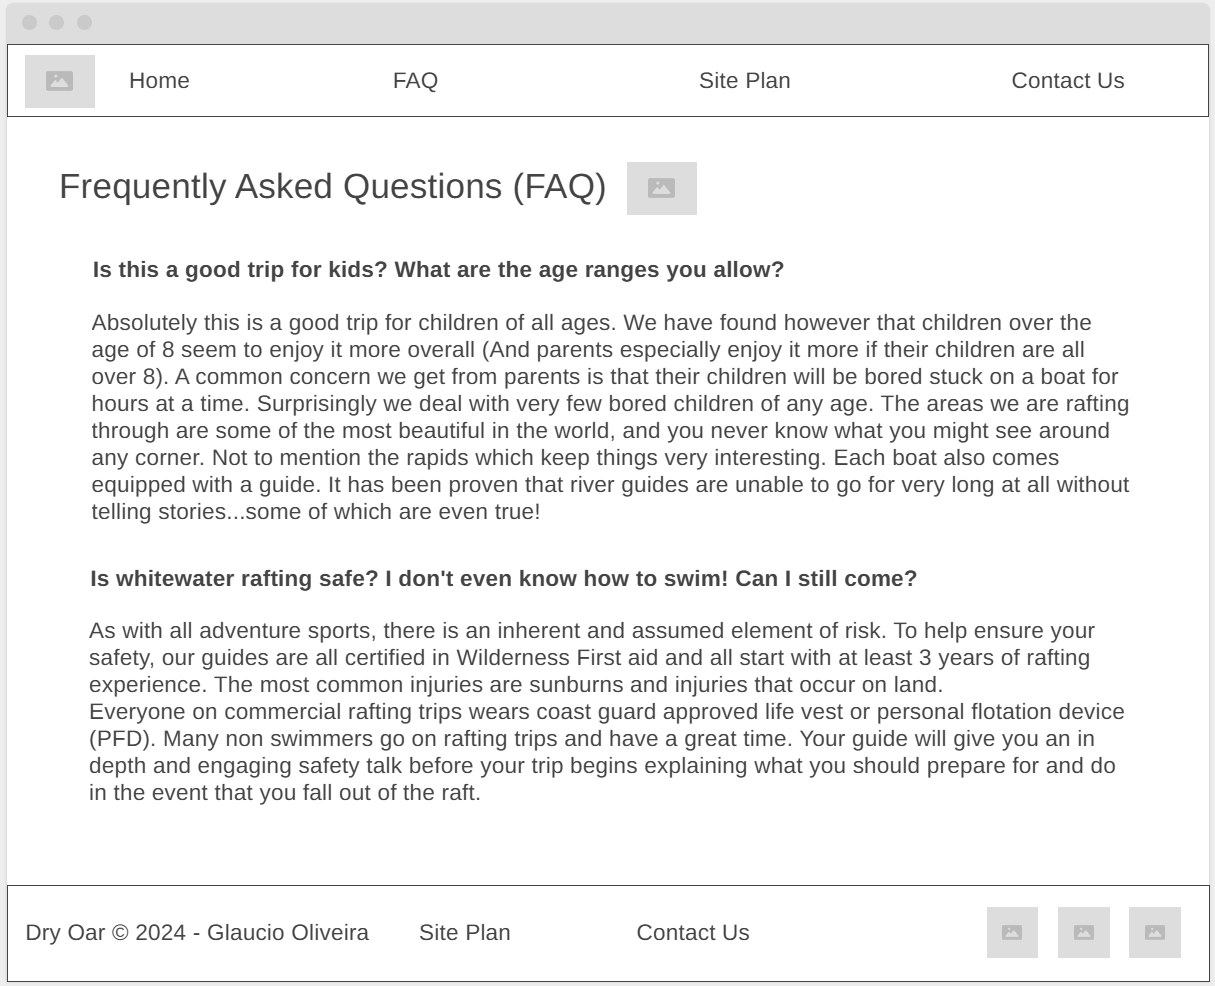 Home FAQ Site Plan Contact Us
Frequently Asked Questions (FAQ)
Is this a good trip for kids? What are the age ranges you allow?
Absolutely this is a good trip for children of all ages. We have found however that children over the
age of 8 seem to enjoy it more overall (And parents especially enjoy it more if their children are all
over 8). A common concern we get from parents is that their children will be bored stuck on a boat for
hours at a time. Surprisingly we deal with very few bored children of any age. The areas we are rafting
through are some of the most beautiful in the world, and you never know what you might see around
any corner. Not to mention the rapids which keep things very interesting. Each boat also comes
equipped with a guide. It has been proven that river guides are unable to go for very long at all without
telling stories...some of which are even true!
Is whitewater rafting safe? I don't even know how to swim! Can I still come?
As with all adventure sports, there is an inherent and assumed element of risk. To help ensure your
safety, our guides are all certified in Wilderness First aid and all start with at least 3 years of rafting
experience. The most common injuries are sunburns and injuries that occur on land.
Everyone on commercial rafting trips wears coast guard approved life vest or personal flotation device
(PFD). Many non swimmers go on rafting trips and have a great time. Your guide will give you an in
depth and engaging safety talk before your trip begins explaining what you should prepare for and do
in the event that you fall out of the raft.
Dry Oar © 2024 - Glaucio Oliveira Site Plan Contact Us